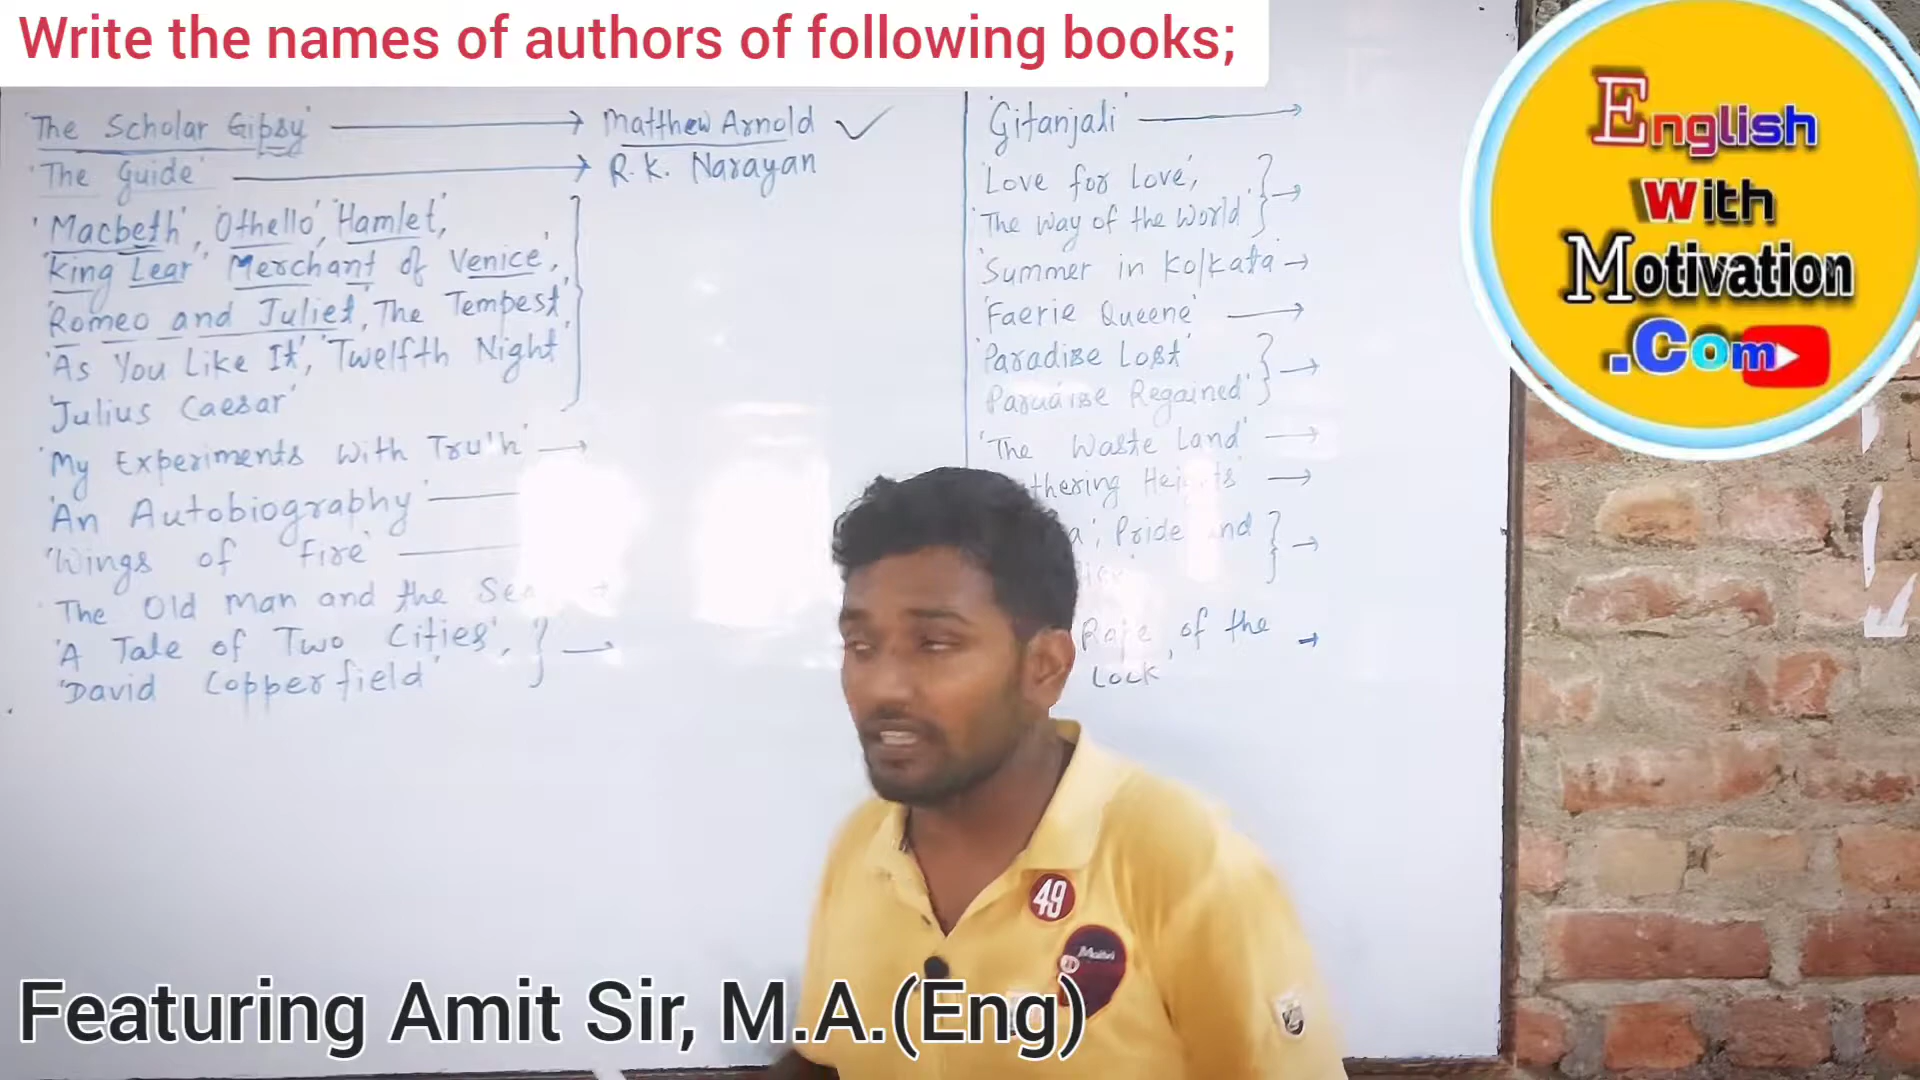 Write the names of authors of following books;
'The Scholar Gipsy' → Matthew Arnold ✓
'The Guide' → R.K. Narayan
'Macbeth', 'Othello', 'Hamlet',
'King Lear' 'Merchant of Venice',
'Romeo and Juliet', 'The Tempest'
'As You Like It', 'Twelfth Night'
'Julius Caesar'
'My Experiments with Truth' →
'An Autobiography'
'Wings of Fire'
'The Old Man and the Sea
'A Tale of Two Cities', } →
'David Copperfield'
'Gitanjali' →
'Love for Love', } →
'The Way of the World'
'Summer in Kolkata' →
'Faerie Queene' →
'Paradise Lost' } →
Paradise Regained'
'The Waste Land' →
thering Heights' →
a', Pride and } →
Rape of the →
Lock'
English
With
Motivation
.Com
49
Featuring Amit Sir, M.A.(Eng)